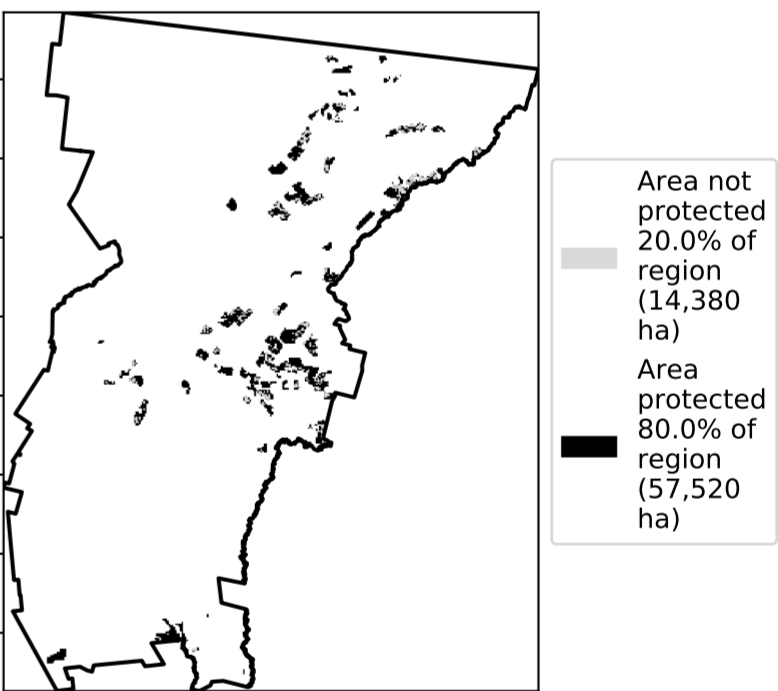 Area not
protected
20.0% of
region
(14,380
ha)
Area
protected
80.0% of
region
(57,520
ha)